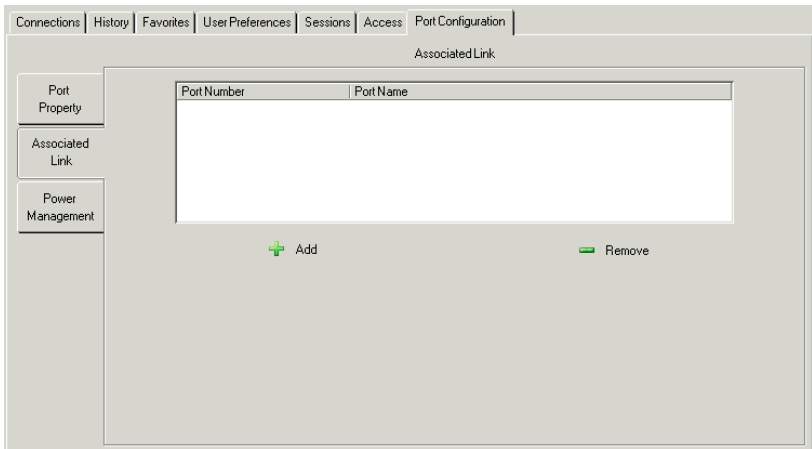 Connections History Favorites User Preferences Sessions Access Port Configuration
Associated Link
Port
Property
Associated
Link
Power
Management
Port Number Port Name
Add Remove